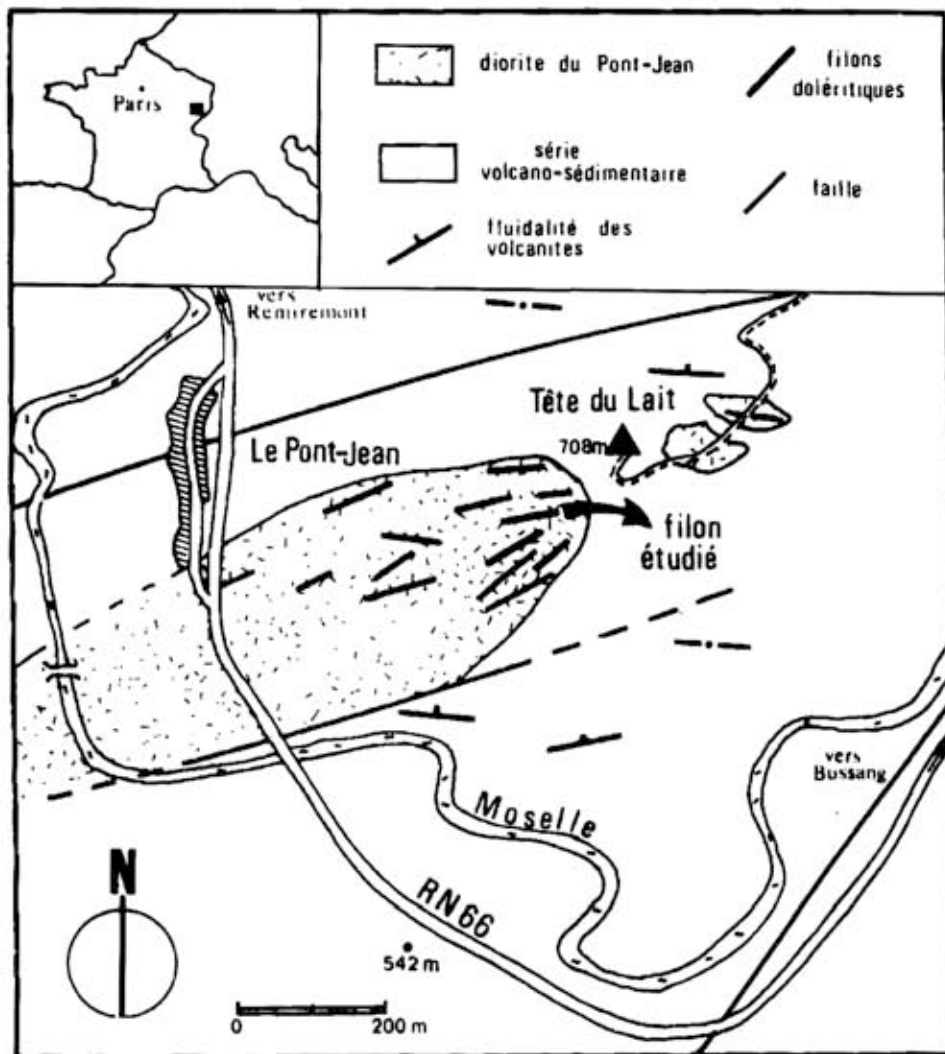 Paris
diorite du Pont-Jean
filons
doléritiques
série
volcano-sédimentaire
faille
fluidalité des
volcanites
vers
Remiremont
Tête du Lait
708m
Le Pont-Jean
filon
étudié
vers
Bussang
Moselle
RN66
N
542 m
0
200 m